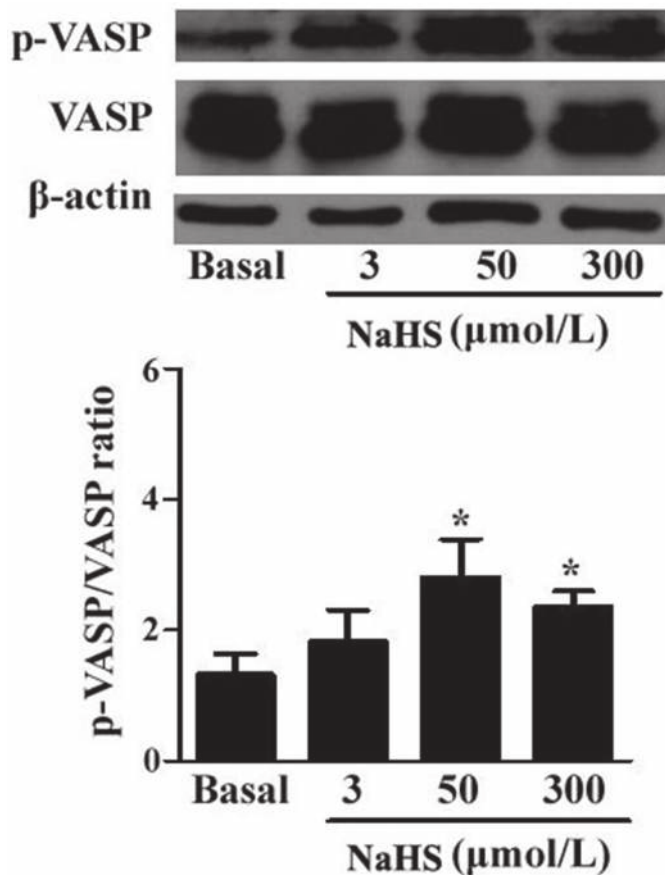 p-VASP
VASP
β-actin
Basal 3 50 300
NaHS (μmol/L)
p-VASP/VASP ratio
6
4
2
0
*
*
Basal 3 50 300
NaHS (μmol/L)